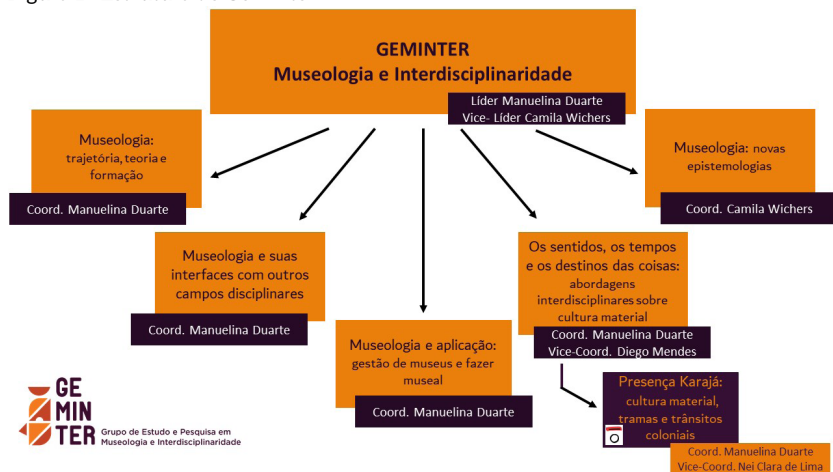 GEMINTER
Museologia e Interdisciplinaridade
Líder Manuelina Duarte
Vice- Líder Camila Wichers
Museologia:
trajetória, teoria e
formação
Coord. Manuelina Duarte
Museologia: novas
epistemologias
Coord. Camila Wichers
Museologia e suas
interfaces com outros
campos disciplinares
Coord. Manuelina Duarte
Os sentidos, os tempos
e os destinos das coisas:
abordagens
interdisciplinares sobre
cultura material
Coord. Manuelina Duarte
Vice-Coord. Diego Mendes
Museologia e aplicação:
gestão de museus e fazer
museal
Coord. Manuelina Duarte
Presença Karajá:
cultura material,
tramas e trânsitos
coloniais
Coord. Manuelina Duarte
Vice-Coord. Nei Clara de Lima
GE
MIN
TER
Grupo de Estudo e Pesquisa em
Museologia e Interdisciplinaridade